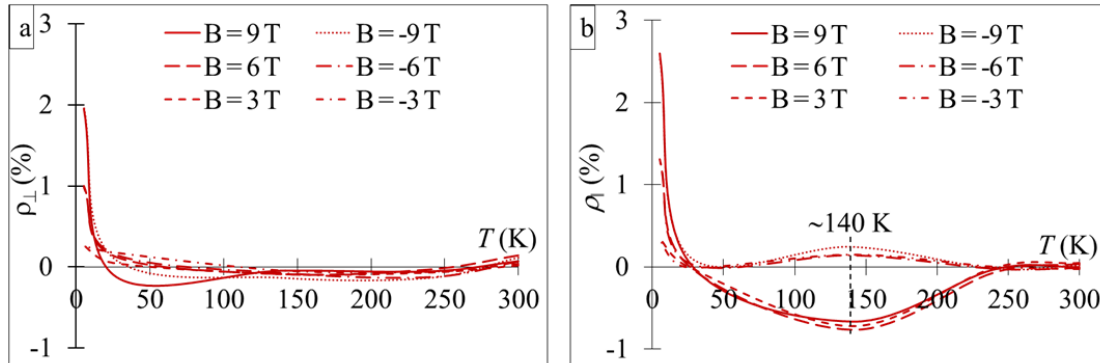 a
3
B = 9 T
B = -9 T
B = 6 T
B = -6 T
B = 3 T
B = -3 T
2
1
0
-1
ρ⊥ (%)
T (K)
0 50 100 150 200 250 300
b
3
B = 9 T
B = -9 T
B = 6 T
B = -6 T
B = 3 T
B = -3 T
2
1
0
-1
ρ∥ (%)
~140 K
T (K)
0 50 100 150 200 250 300